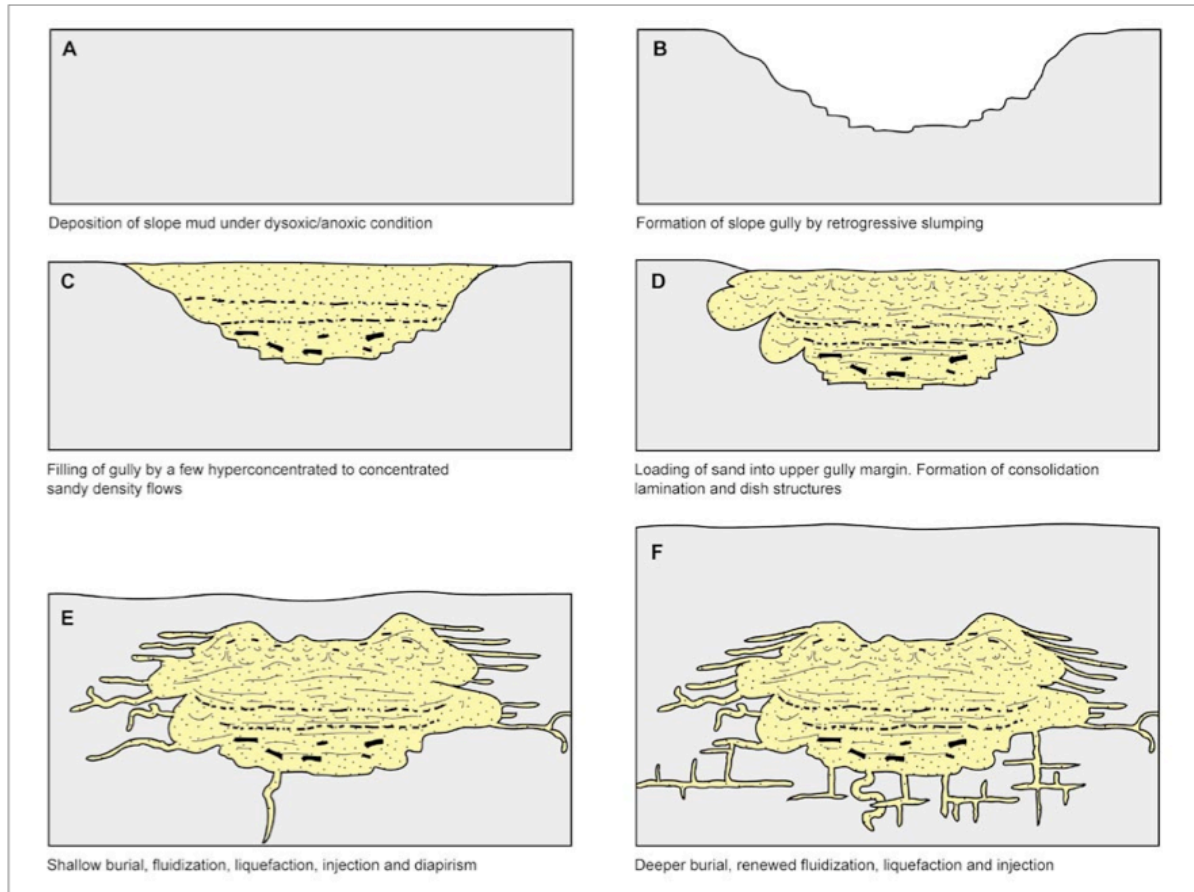 A
Deposition of slope mud under dysoxic/anoxic condition
B
Formation of slope gully by retrogressive slumping
C
Filling of gully by a few hyperconcentrated to concentrated
sandy density flows
D
Loading of sand into upper gully margin. Formation of consolidation
lamination and dish structures
E
Shallow burial, fluidization, liquefaction, injection and diapirism
F
Deeper burial, renewed fluidization, liquefaction and injection